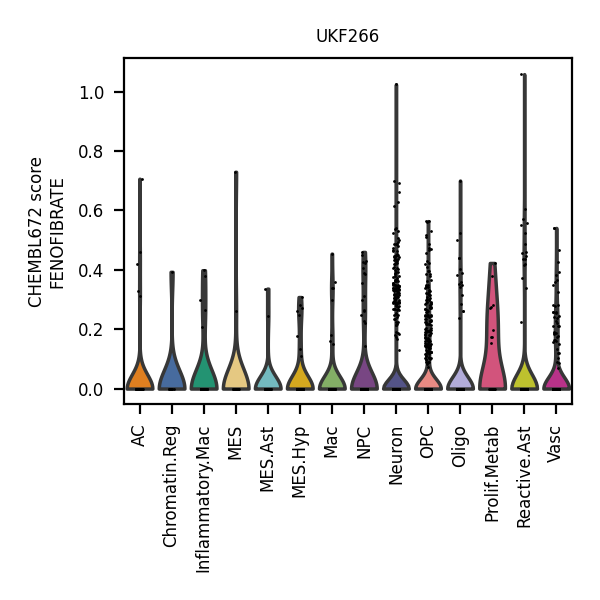 UKF266
CHEMBL672 score
FENOFIBRATE
1.0
0.8
0.6
0.4
0.2
0.0
AC
Chromatin.Reg
Inflammatory.Mac
MES
MES.Ast
MES.Hyp
Mac
NPC
Neuron
OPC
Oligo
Prolif.Metab
Reactive.Ast
Vasc